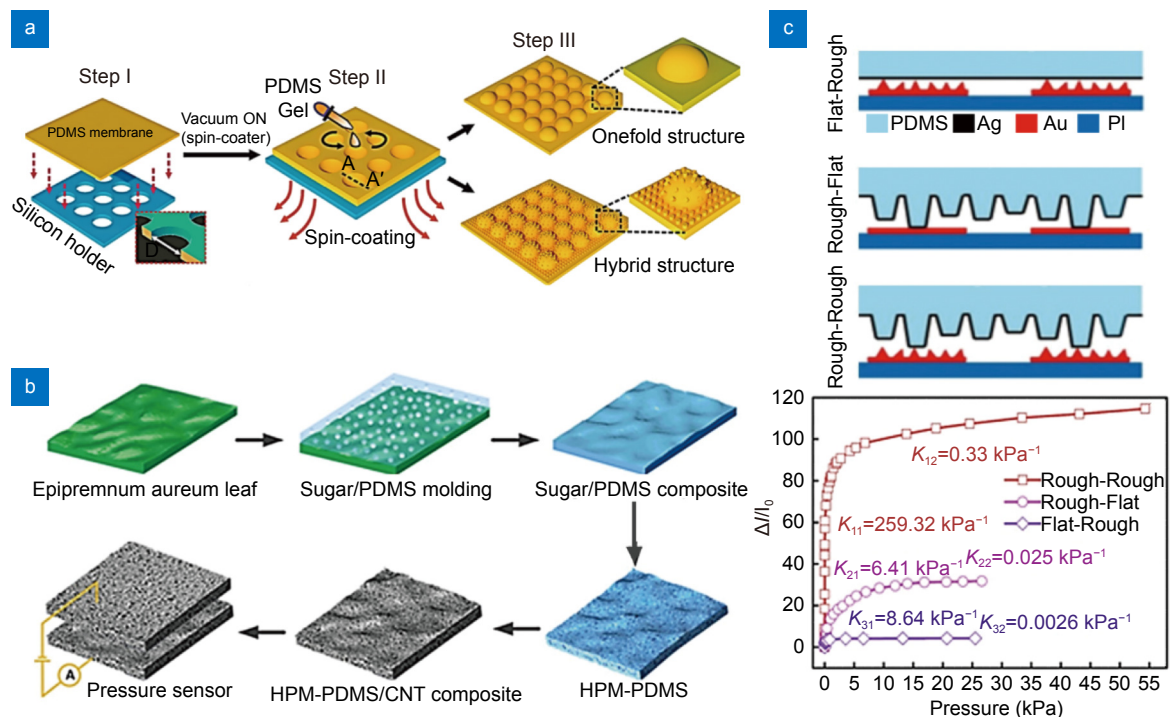 a
Step I
PDMS membrane
Silicon holder
D
Vacuum ON
(spin-coater)
Step II
PDMS
Gel
A
A′
Spin-coating
Step III
Onefold structure
Hybrid structure
b
Epipremnum aureum leaf
Sugar/PDMS molding
Sugar/PDMS composite
HPM-PDMS
HPM-PDMS/CNT composite
Pressure sensor
A
c
Flat-Rough
PDMS Ag Au PI
Rough-Flat
Rough-Rough
ΔI/I₀
120
100
80
60
40
20
0
K₁₂=0.33 kPa⁻¹
Rough-Rough
Rough-Flat
Flat-Rough
K₁₁=259.32 kPa⁻¹
K₂₁=6.41 kPa⁻¹
K₂₂=0.025 kPa⁻¹
K₃₁=8.64 kPa⁻¹
K₃₂=0.0026 kPa⁻¹
0 5 10 15 20 25 30 35 40 45 50 55
Pressure (kPa)